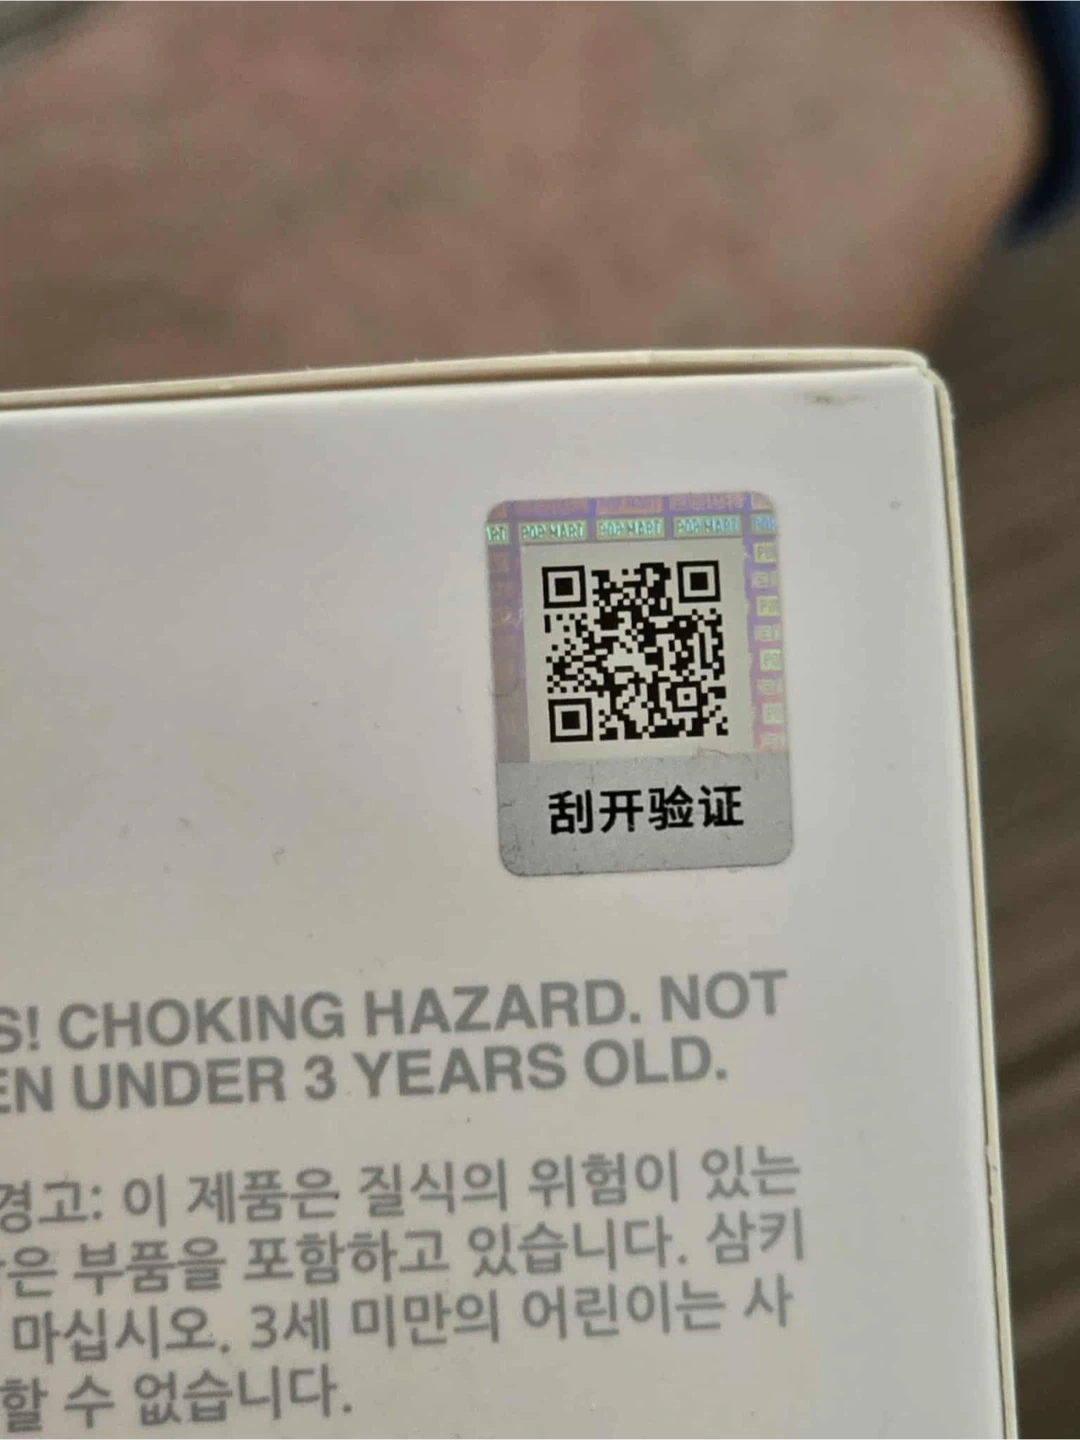 POP MART POP MART POP MART
刮开验证
S! CHOKING HAZARD. NOT
EN UNDER 3 YEARS OLD.
경고: 이 제품은 질식의 위험이 있는
은 부품을 포함하고 있습니다. 삼키
마십시오. 3세 미만의 어린이는 사
할 수 없습니다.